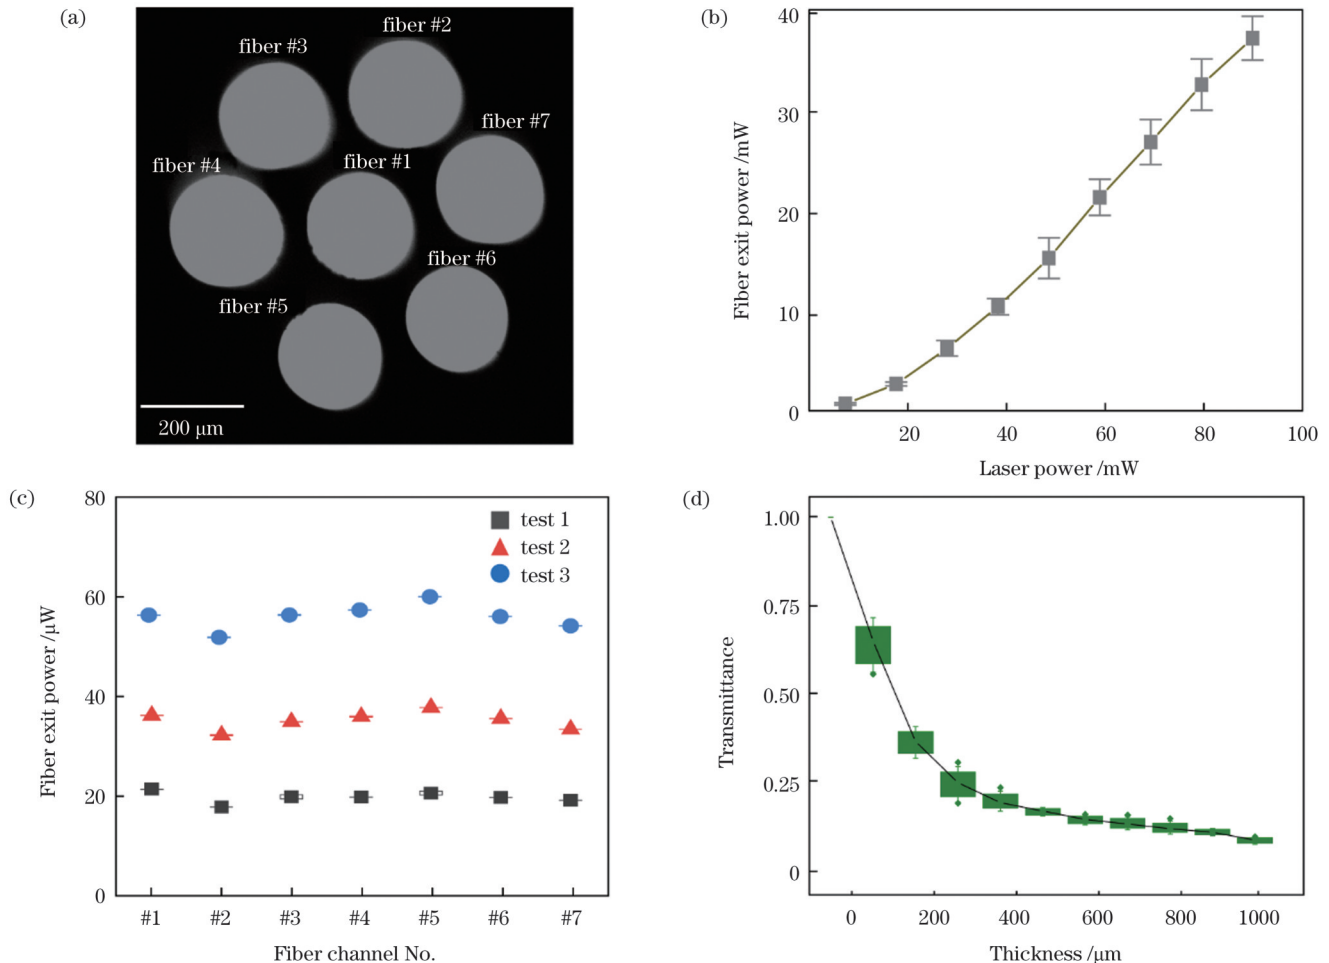 (a)
fiber #2
fiber #3
fiber #7
fiber #1
fiber #4
fiber #6
fiber #5
200 μm
(b)
40
30
20
10
0
20 40 60 80 100
Fiber exit power /mW
Laser power /mW
(c)
80
60
40
20
0
test 1
test 2
test 3
#1 #2 #3 #4 #5 #6 #7
Fiber exit power /μW
Fiber channel No.
(d)
1.00
0.75
0.50
0.25
0
0 200 400 600 800 1000
Transmittance
Thickness /μm